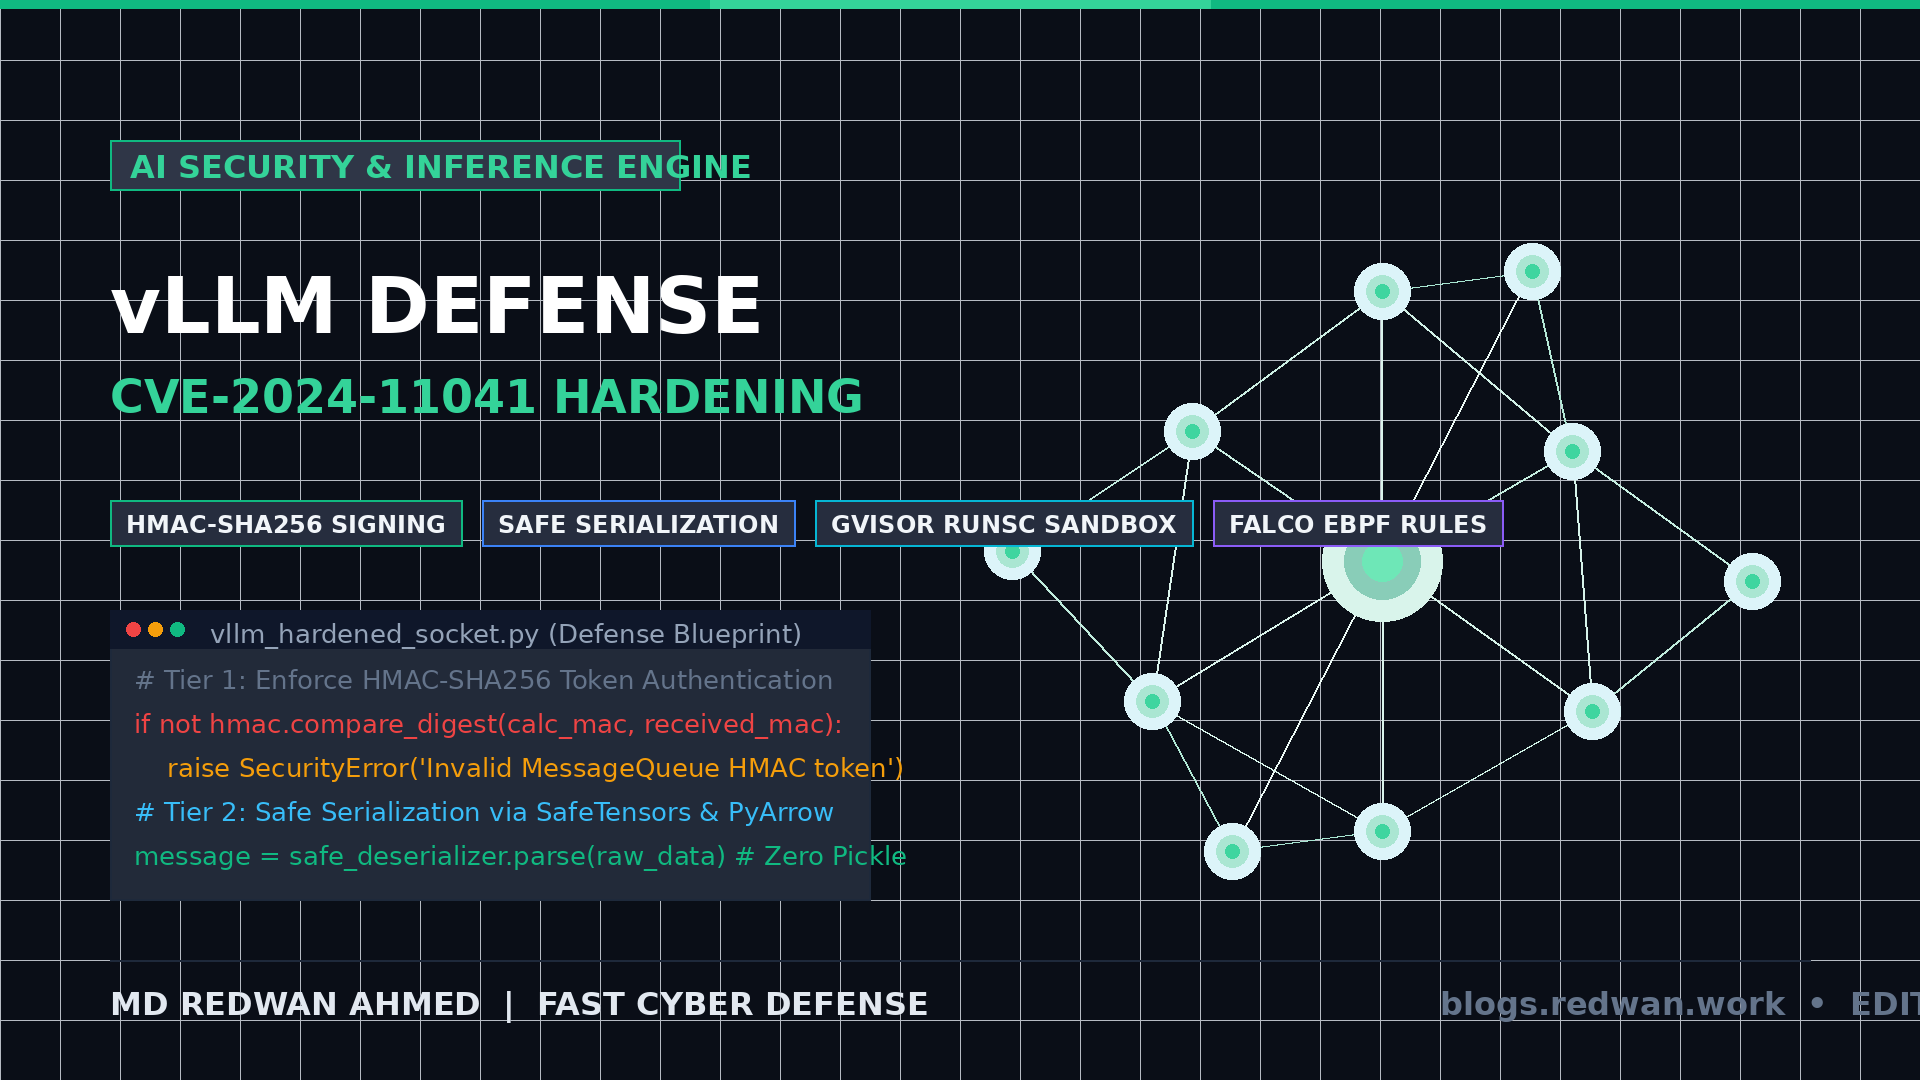 AI SECURITY & INFERENCE ENGINE
vLLM DEFENSE
CVE-2024-11041 HARDENING
HMAC-SHA256 SIGNING
SAFE SERIALIZATION
GVISOR RUNSC SANDBOX
FALCO EBPF RULES
vllm_hardened_socket.py (Defense Blueprint)
# Tier 1: Enforce HMAC-SHA256 Token Authentication
if not hmac.compare_digest(calc_mac, received_mac):
raise SecurityError('Invalid MessageQueue HMAC token')
# Tier 2: Safe Serialization via SafeTensors & PyArrow
message = safe_deserializer.parse(raw_data) # Zero Pickle
MD REDWAN AHMED | FAST CYBER DEFENSE
blogs.redwan.work •